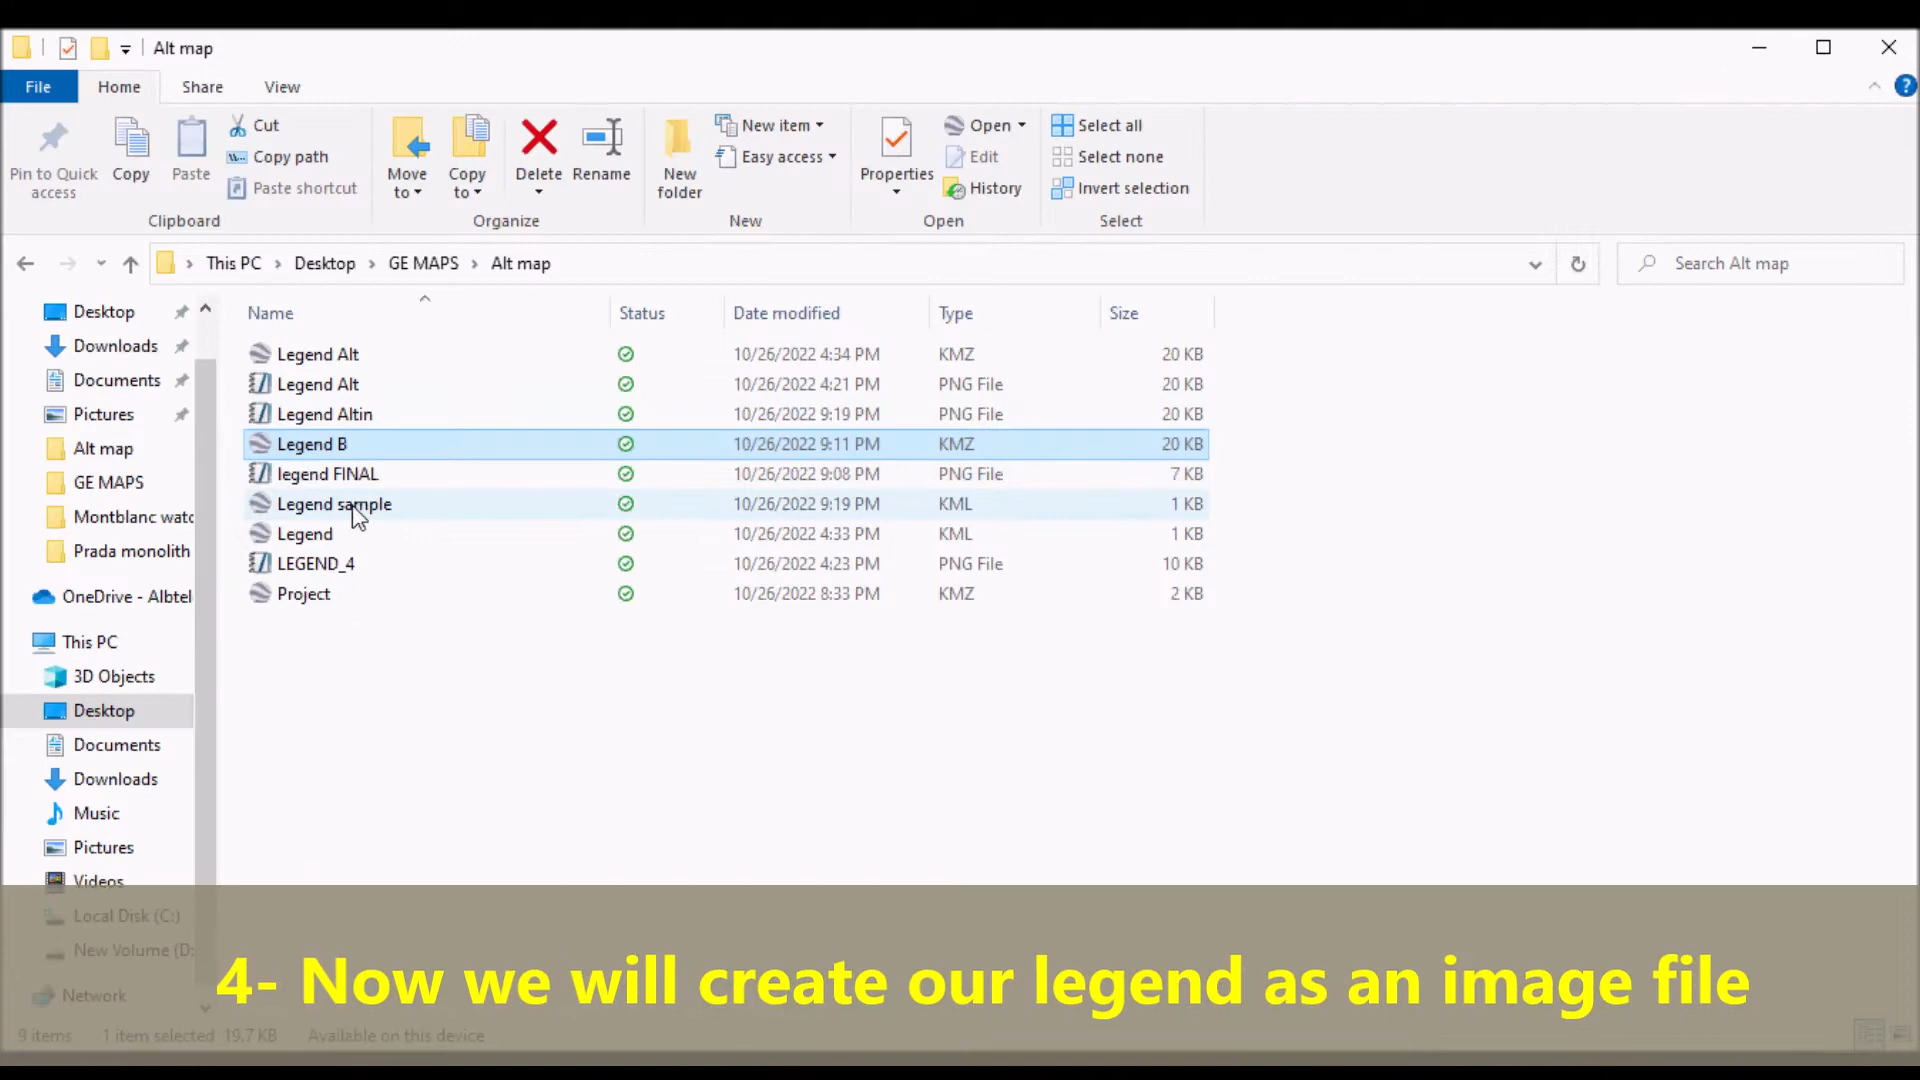 Alt map
File Home Share View
Pin to Quick access
Copy
Paste
Cut
Copy path
Paste shortcut
Clipboard
Move to
Copy to
Delete
Rename
Organize
New folder
New item
Easy access
New
Properties
Open
Edit
History
Open
Select all
Select none
Invert selection
Select
This PC > Desktop > GE MAPS > Alt map
Search Alt map
Desktop
Downloads
Documents
Pictures
Alt map
GE MAPS
Montblanc watc
Prada monolith
OneDrive - Albtel
This PC
3D Objects
Desktop
Documents
Downloads
Music
Pictures
Videos
Local Disk (C:)
New Volume (D:
Network
Name Status Date modified Type Size
Legend Alt 10/26/2022 4:34 PM KMZ 20 KB
Legend Alt 10/26/2022 4:21 PM PNG File 20 KB
Legend Altin 10/26/2022 9:19 PM PNG File 20 KB
Legend B 10/26/2022 9:11 PM KMZ 20 KB
legend FINAL 10/26/2022 9:08 PM PNG File 7 KB
Legend sample 10/26/2022 9:19 PM KML 1 KB
Legend 10/26/2022 4:33 PM KML 1 KB
LEGEND_4 10/26/2022 4:23 PM PNG File 10 KB
Project 10/26/2022 8:33 PM KMZ 2 KB
4- Now we will create our legend as an image file
9 items 1 item selected 19.7 KB Available on this device